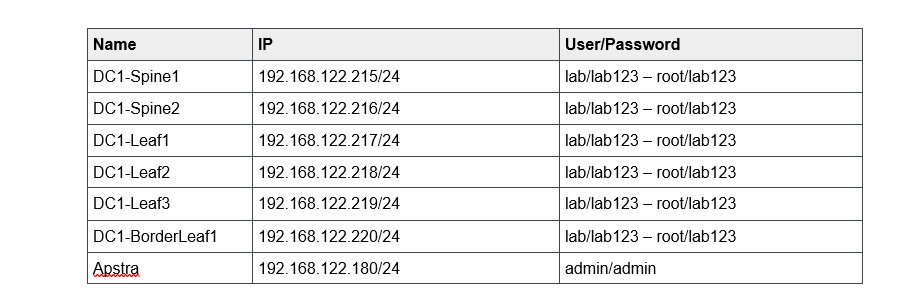 Name IP User/Password
DC1-Spine1 192.168.122.215/24 lab/lab123 – root/lab123
DC1-Spine2 192.168.122.216/24 lab/lab123 – root/lab123
DC1-Leaf1 192.168.122.217/24 lab/lab123 – root/lab123
DC1-Leaf2 192.168.122.218/24 lab/lab123 – root/lab123
DC1-Leaf3 192.168.122.219/24 lab/lab123 – root/lab123
DC1-BorderLeaf1 192.168.122.220/24 lab/lab123 – root/lab123
Apstra 192.168.122.180/24 admin/admin